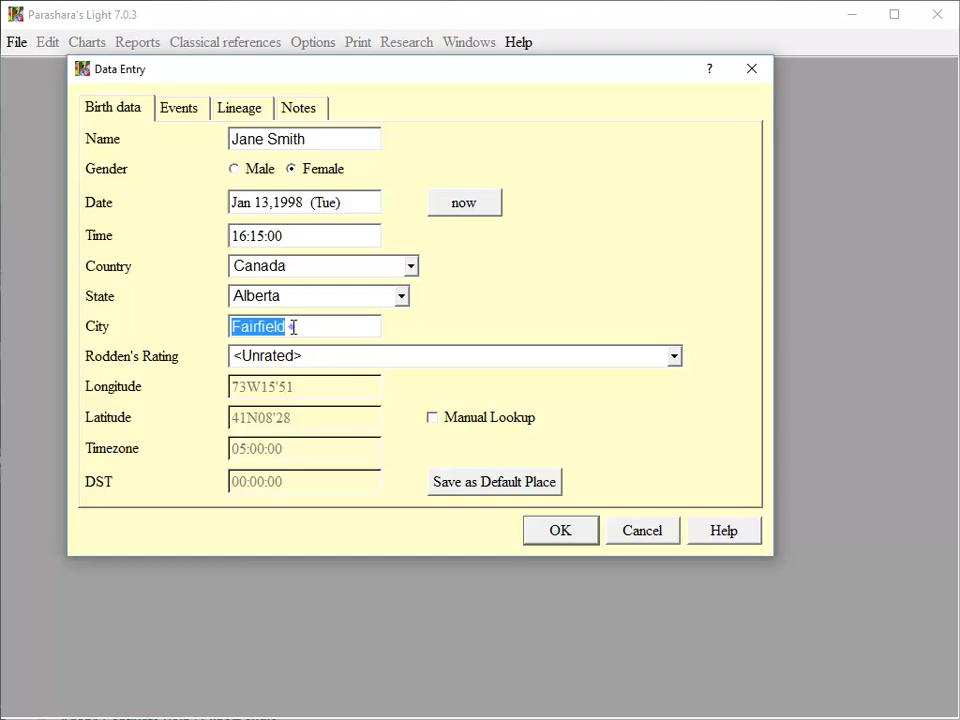 Parashara's Light 7.0.3
File Edit Charts Reports Classical references Options Print Research Windows Help
Data Entry ?
Birth data Events Lineage Notes
Name Jane Smith
Gender Male Female
Date Jan 13,1998 (Tue) now
Time 16:15:00
Country Canada
State Alberta
City Fairfield
Rodden's Rating <Unrated>
Longitude 73W15'51
Latitude 41N08'28 Manual Lookup
Timezone 05:00:00
DST 00:00:00 Save as Default Place
OK Cancel Help